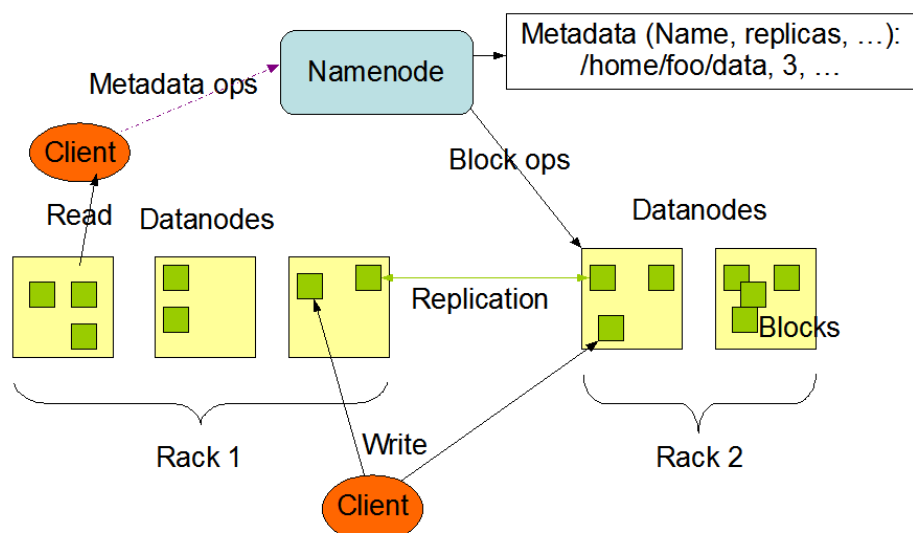 Metadata (Name, replicas, …):
/home/foo/data, 3, …
Namenode
Metadata ops
Client
Block ops
Read
Datanodes
Datanodes
Replication
Blocks
Write
Rack 1
Rack 2
Client